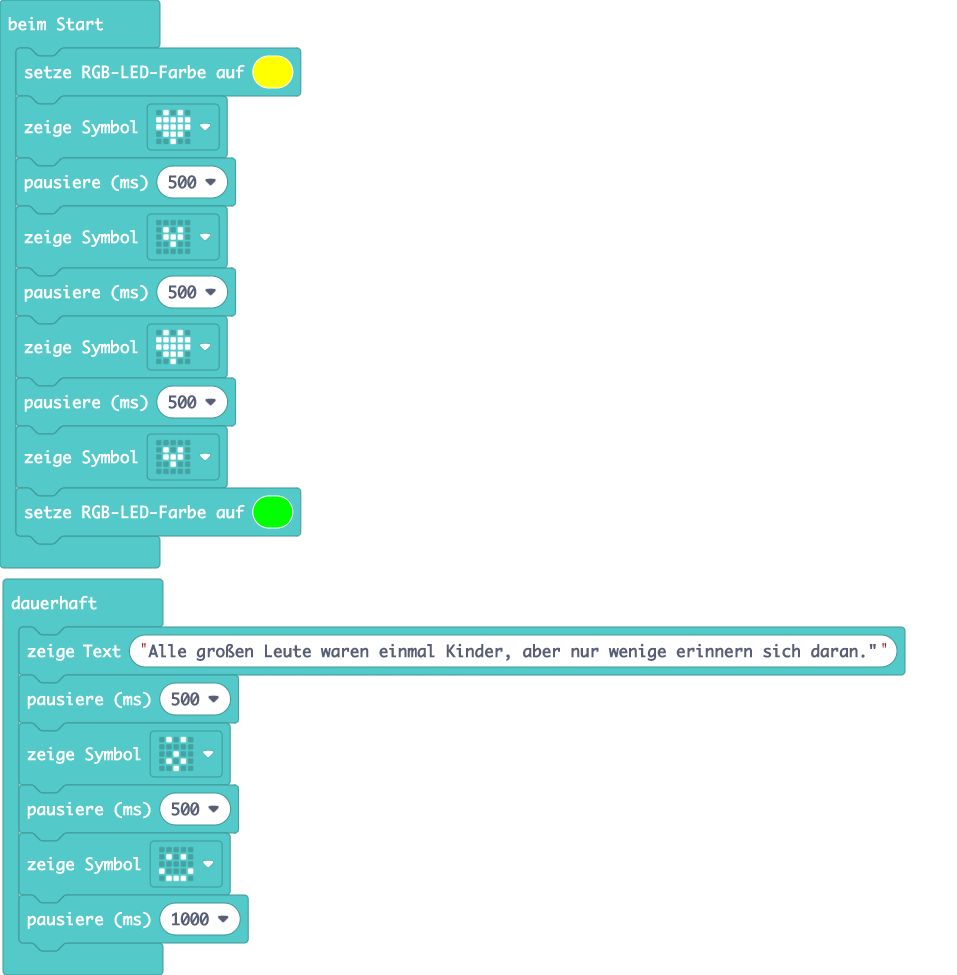 beim Start
setze RGB-LED-Farbe auf
zeige Symbol
pausiere (ms) 500
zeige Symbol
pausiere (ms) 500
zeige Symbol
pausiere (ms) 500
zeige Symbol
setze RGB-LED-Farbe auf
dauerhaft
zeige Text "Alle großen Leute waren einmal Kinder, aber nur wenige erinnern sich daran.""
pausiere (ms) 500
zeige Symbol
pausiere (ms) 500
zeige Symbol
pausiere (ms) 1000